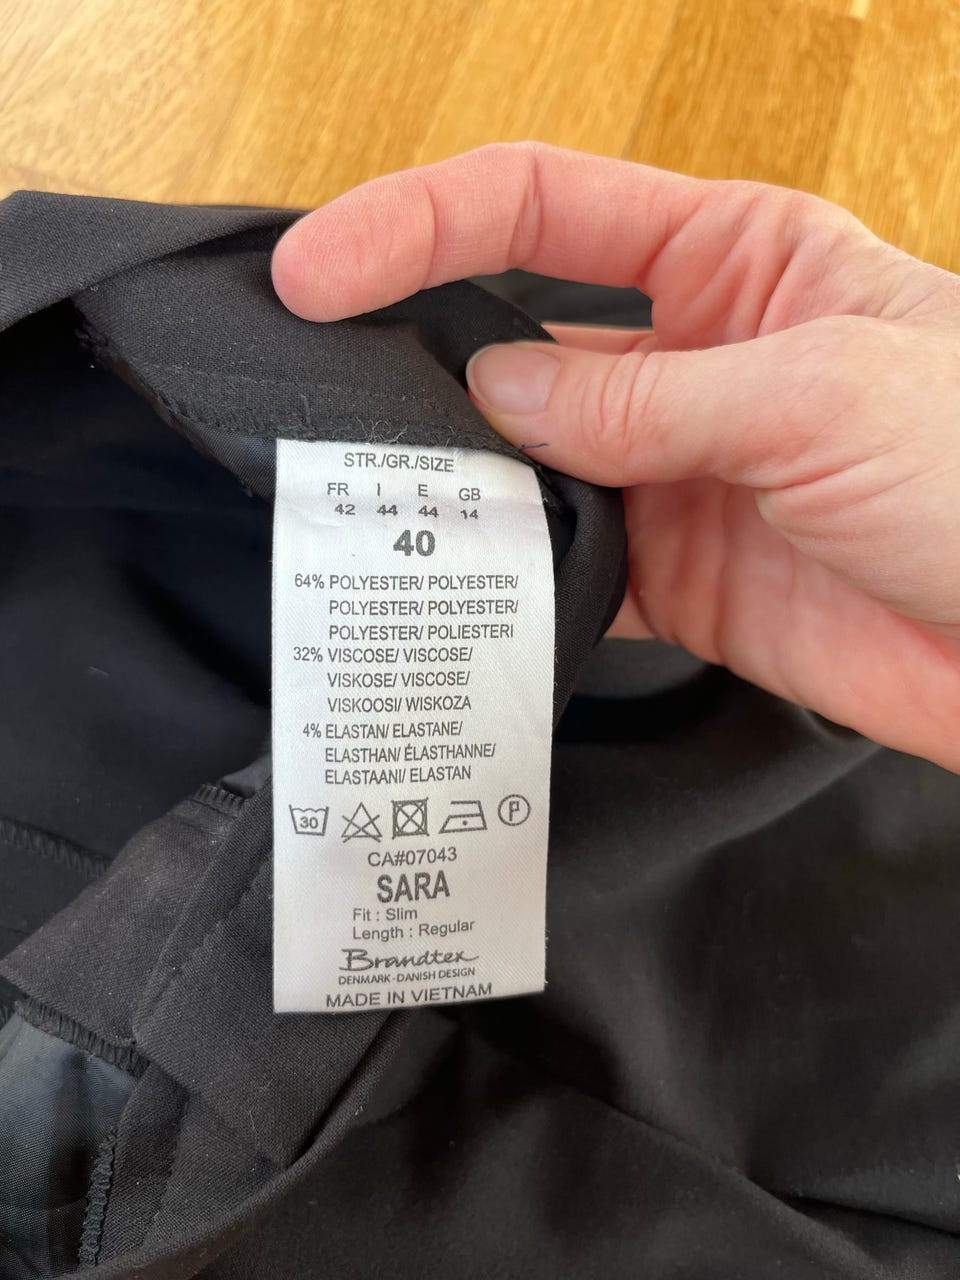 STR./GR./SIZE
FR I E GB
42 44 44 14
40
64% POLYESTER/ POLYESTER/
POLYESTER/ POLYESTER/
POLYESTER/ POLIESTERI
32% VISCOSE/ VISCOSE/
VISKOSE/ VISCOSE/
VISKOOSI/ WISKOZA
4% ELASTAN/ ELASTANE/
ELASTHAN/ ÉLASTHANNE/
ELASTAANI/ ELASTAN
30 P
CA#07043
SARA
Fit : Slim
Length : Regular
Brandtex
DENMARK - DANISH DESIGN
MADE IN VIETNAM